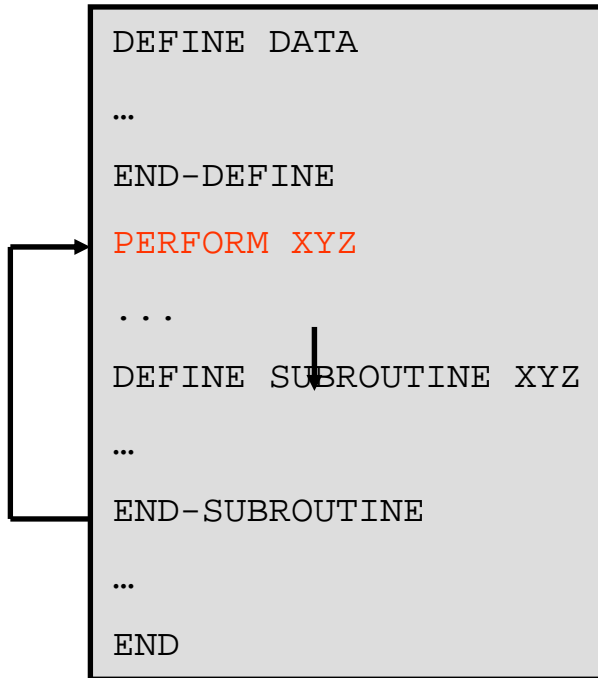 DEFINE DATA
…
END-DEFINE
PERFORM XYZ
...
DEFINE SUBROUTINE XYZ
…
END-SUBROUTINE
…
END